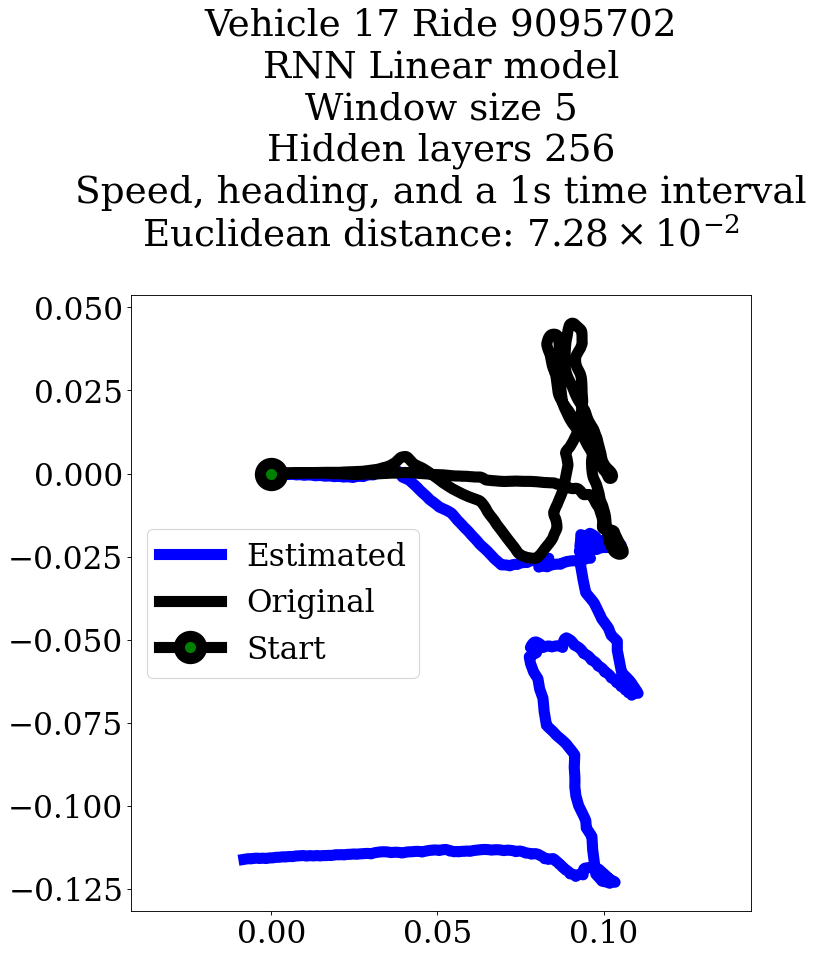 Vehicle 17 Ride 9095702
RNN Linear model
Window size 5
Hidden layers 256
Speed, heading, and a 1s time interval
Euclidean distance: 7.28 × 10⁻²
0.050
0.025
0.000
−0.025
−0.050
−0.075
−0.100
−0.125
Estimated
Original
Start
0.00 0.05 0.10